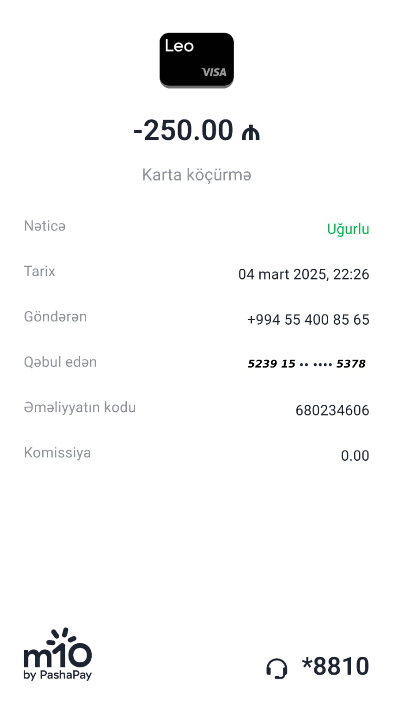 Leo
VISA
-250.00 ₼
Karta köçürmə
Nəticə Uğurlu
Tarix 04 mart 2025, 22:26
Göndərən +994 55 400 85 65
Qəbul edən 5239 15 •• •••• 5378
Əməliyyatın kodu 680234606
Komissiya 0.00
m10
by PashaPay
*8810